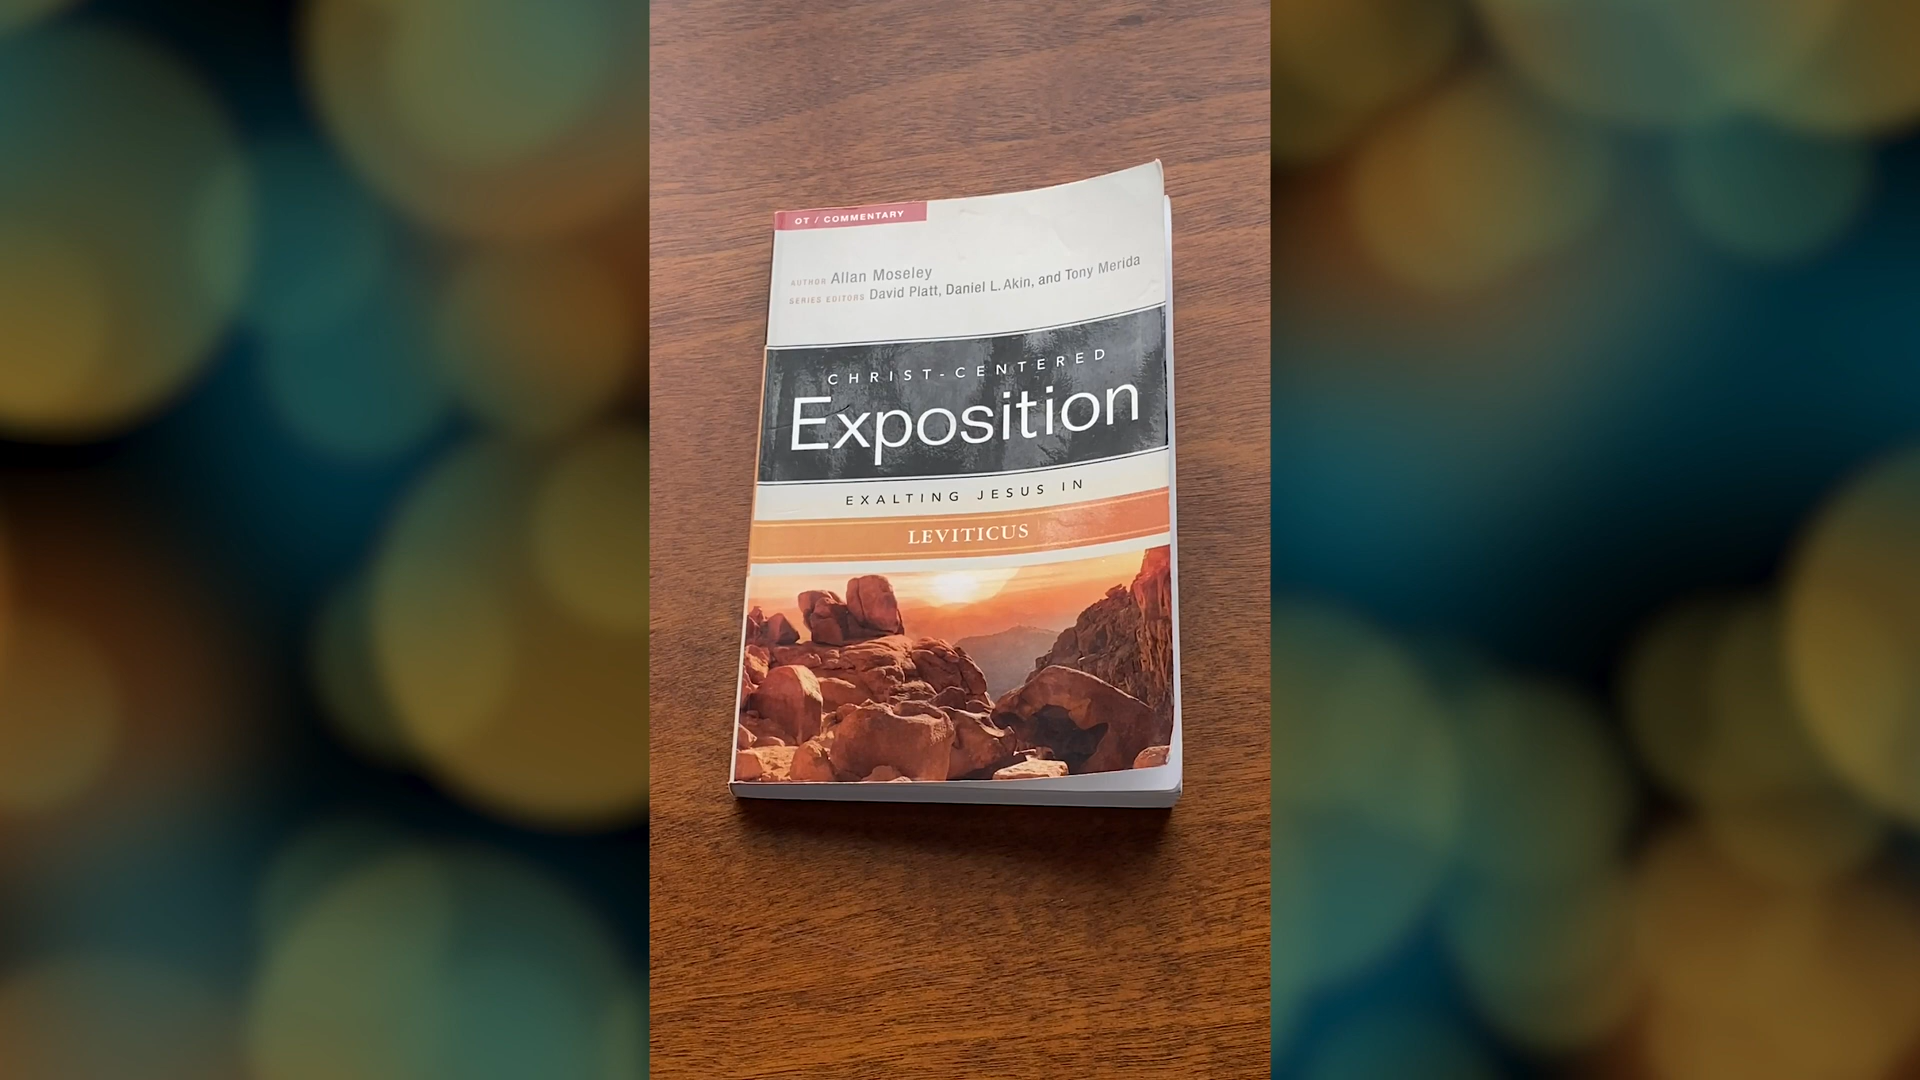 OT / COMMENTARY
AUTHOR Allan Moseley
SERIES EDITORS David Platt, Daniel L. Akin, and Tony Merida
CHRIST-CENTERED
Exposition
EXALTING JESUS IN
LEVITICUS